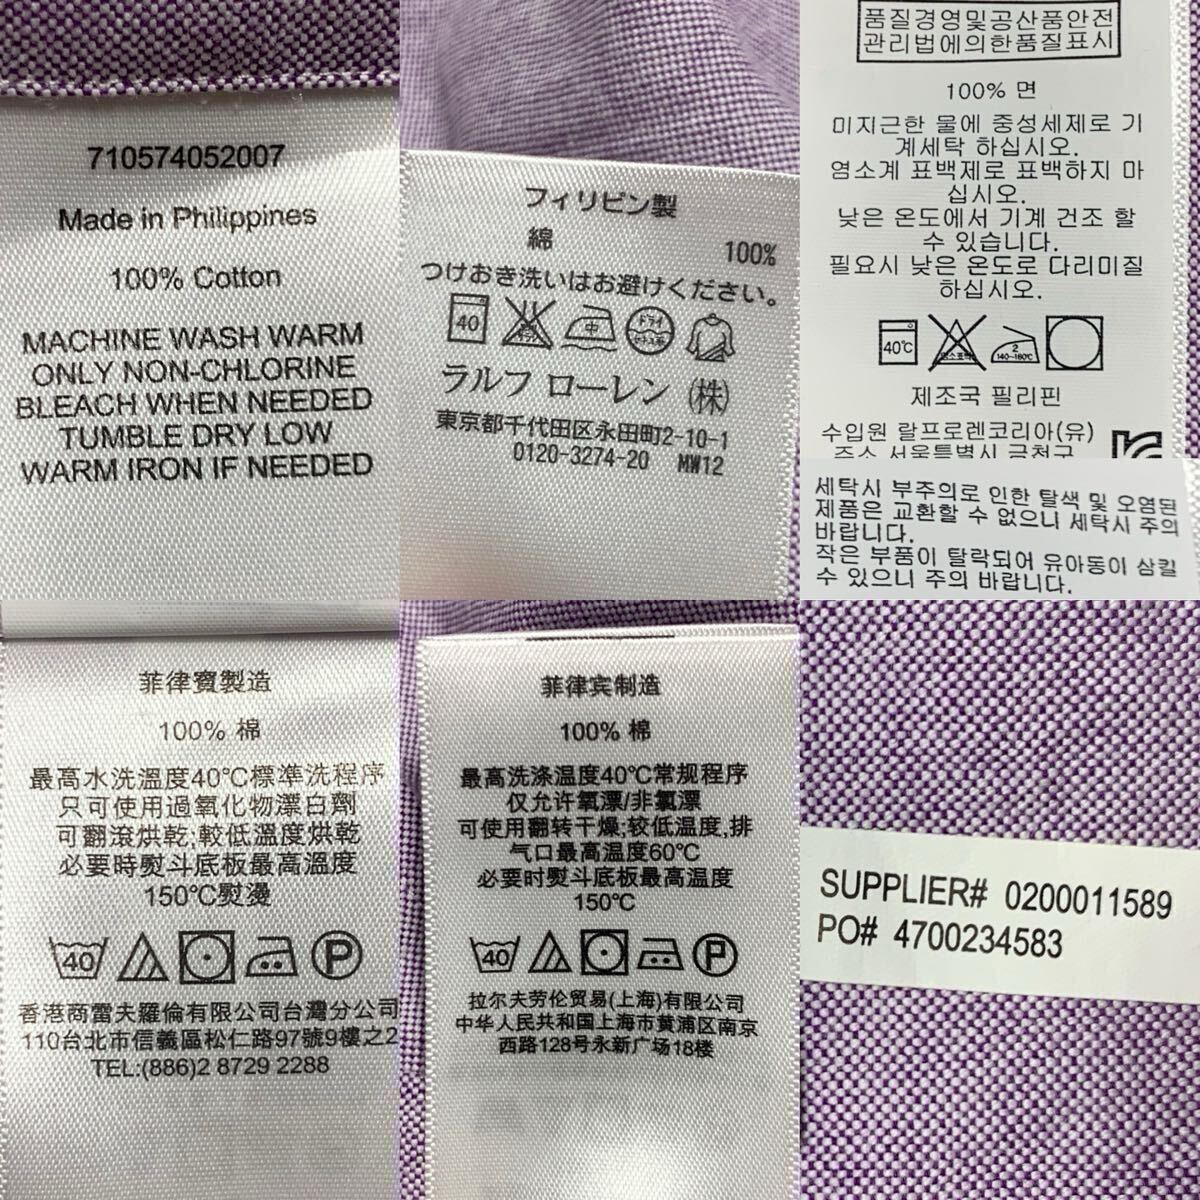 710574052007
Made in Philippines
100% Cotton
MACHINE WASH WARM
ONLY NON-CHLORINE
BLEACH WHEN NEEDED
TUMBLE DRY LOW
WARM IRON IF NEEDED
フィリピン製
綿 100%
つけおき洗いはお避けください。
40 中 ドライ
ラルフ ローレン ㈱
東京都千代田区永田町2-10-1
0120-3274-20 MW12
품질경영및공산품안전
관리법에의한품질표시
100% 면
미지근한 물에 중성세제로 기
계세탁 하십시오.
염소계 표백제로 표백하지 마
십시오.
낮은 온도에서 기계 건조 할
수 있습니다.
필요시 낮은 온도로 다리미질
하십시오.
40℃ 염소표백 2 140~160℃
제조국 필리핀
수입원 랄프로렌코리아(유)
주소 서울특별시 금천구
세탁시 부주의로 인한 탈색 및 오염된
제품은 교환할 수 없으니 세탁시 주의
바랍니다.
작은 부품이 탈락되어 유아동이 삼킬
수 있으니 주의 바랍니다.
菲律賓製造
100% 棉
最高水洗溫度40℃標準洗程序
只可使用過氧化物漂白劑
可翻滾烘乾;較低溫度烘乾
必要時熨斗底板最高溫度
150℃熨燙
40 P
香港商雷夫羅倫有限公司台灣分公司
110台北市信義區松仁路97號9樓之2
TEL:(886)2 8729 2288
菲律宾制造
100% 棉
最高洗涤温度40℃常规程序
仅允许氧漂/非氯漂
可使用翻转干燥;较低温度,排
气口最高温度60℃
必要时熨斗底板最高温度
150℃
40 P
拉尔夫劳伦贸易(上海)有限公司
中华人民共和国上海市黄浦区南京
西路128号永新广场18楼
SUPPLIER# 0200011589
PO# 4700234583